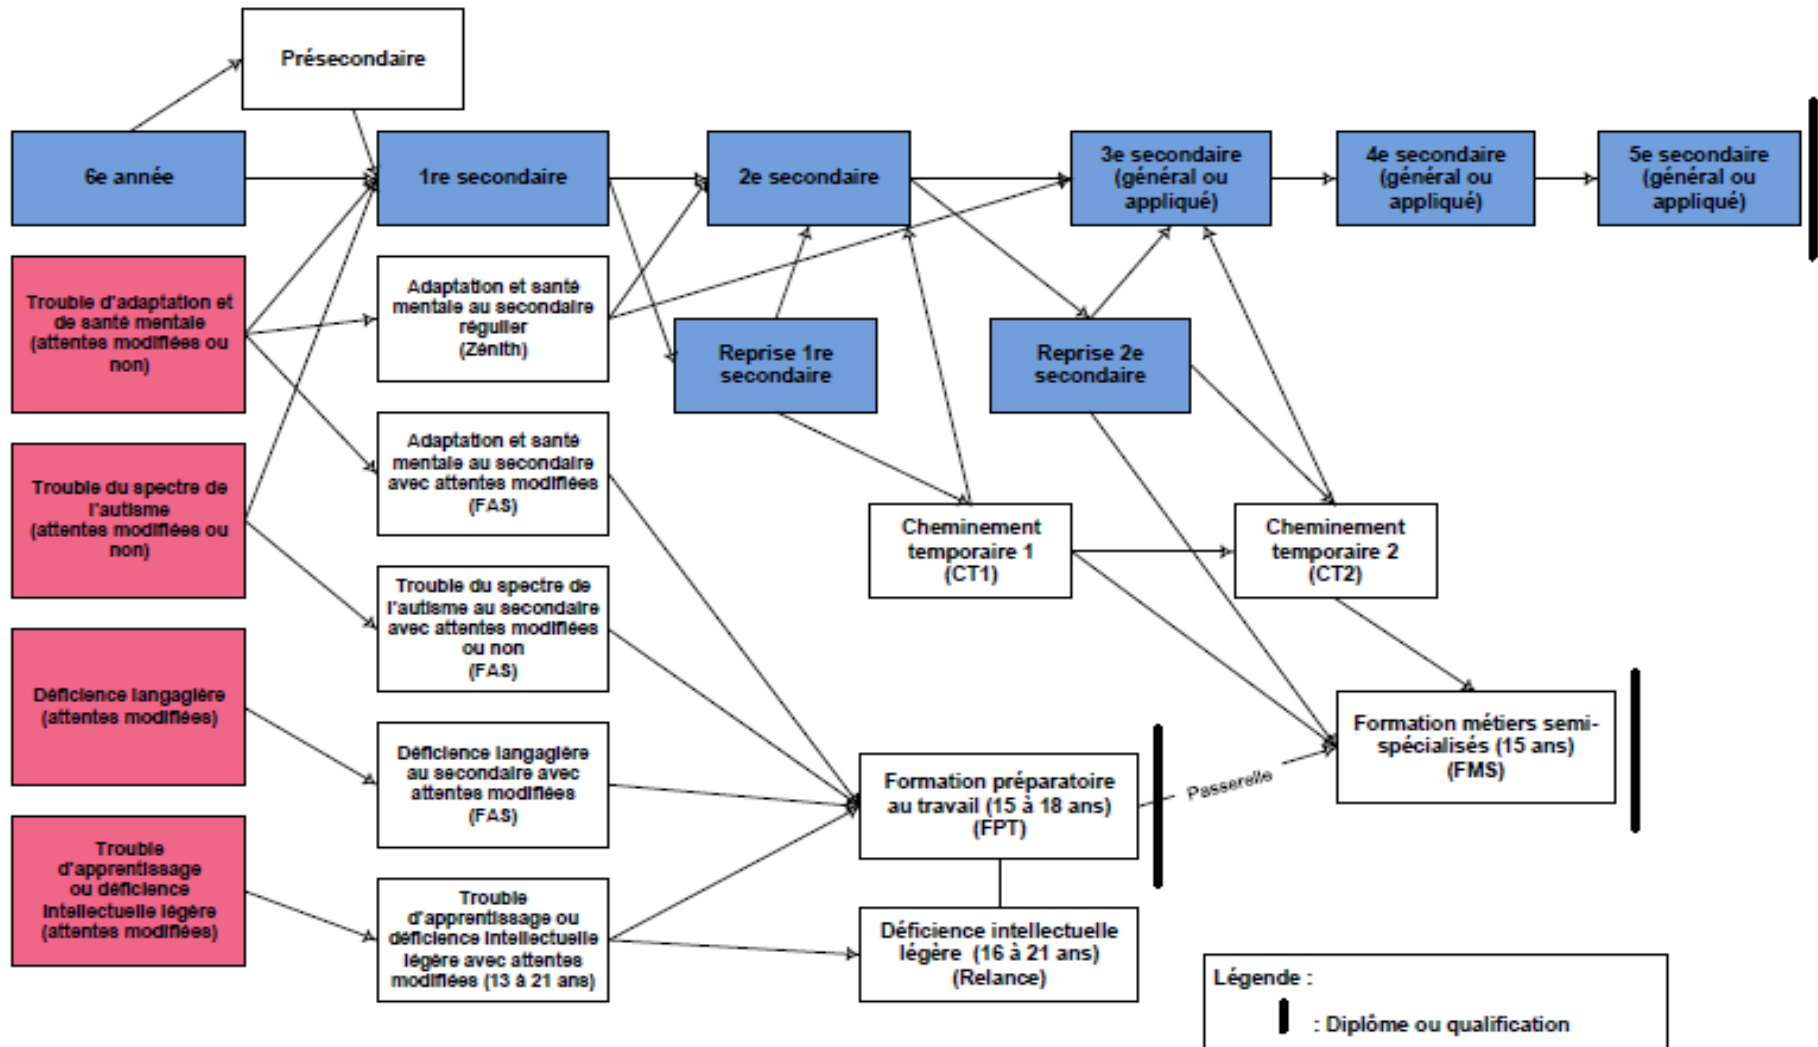 Présecondaire
6e année
1re secondaire
2e secondaire
3e secondaire
(général ou
appliqué)
4e secondaire
(général ou
appliqué)
5e secondaire
(général ou
appliqué)
Trouble d'adaptation et
de santé mentale
(attentes modifiées ou
non)
Adaptation et santé
mentale au secondaire
régulier
(Zénith)
Reprise 1re
secondaire
Reprise 2e
secondaire
Trouble du spectre de
l'autisme
(attentes modifiées ou
non)
Adaptation et santé
mentale au secondaire
avec attentes modifiées
(FAS)
Cheminement
temporaire 1
(CT1)
Cheminement
temporaire 2
(CT2)
Trouble du spectre de
l'autisme au secondaire
avec attentes modifiées
ou non
(FAS)
Déficience langagière
(attentes modifiées)
Déficience langagière
au secondaire avec
attentes modifiées
(FAS)
Formation préparatoire
au travail (15 à 18 ans)
(FPT)
Passerelle
Formation métiers semi-
spécialisés (15 ans)
(FMS)
Trouble
d'apprentissage
ou déficience
intellectuelle légère
(attentes modifiées)
Trouble
d'apprentissage ou
déficience intellectuelle
légère avec attentes
modifiées (13 à 21 ans)
Déficience intellectuelle
légère (16 à 21 ans)
(Relance)
Légende :
: Diplôme ou qualification